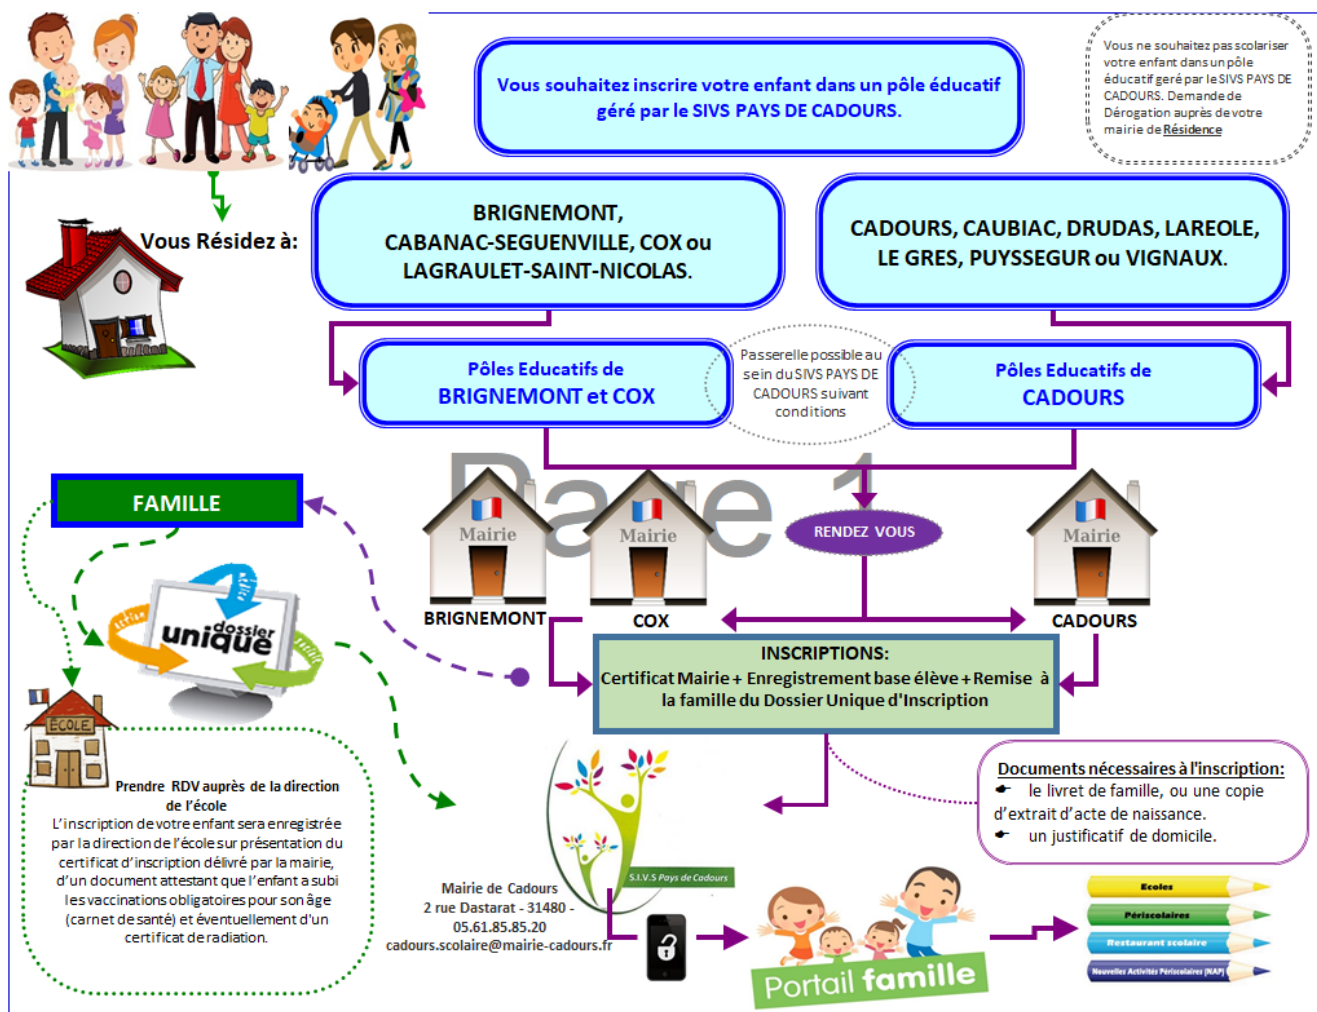 Vous souhaitez inscrire votre enfant dans un pôle éducatif
géré par le SIVS PAYS DE CADOURS.
Vous ne souhaitez pas scolariser
votre enfant dans un pôle
éducatif geré par le SIVS PAYS DE
CADOURS. Demande de
Dérogation auprès de votre
mairie de Résidence
Vous Résidez à:
BRIGNEMONT,
CABANAC-SEGUENVILLE, COX ou
LAGRAULET-SAINT-NICOLAS.
CADOURS, CAUBIAC, DRUDAS, LAREOLE,
LE GRES, PUYSSEGUR ou VIGNAUX.
Pôles Educatifs de
BRIGNEMONT et COX
Passerelle possible au
sein du SIVS PAYS DE
CADOURS suivant
conditions
Pôles Educatifs de
CADOURS
Page 1
FAMILLE
Mairie
Mairie
RENDEZ VOUS
Mairie
BRIGNEMONT
COX
CADOURS
dossier
unique
INSCRIPTIONS:
Certificat Mairie + Enregistrement base élève + Remise à
la famille du Dossier Unique d'Inscription
ÉCOLE
Prendre RDV auprès de la direction
de l'école
L'inscription de votre enfant sera enregistrée
par la direction de l'école sur présentation du
certificat d'inscription délivré par la mairie,
d'un document attestant que l'enfant a subi
les vaccinations obligatoires pour son âge
(carnet de santé) et éventuellement d'un
certificat de radiation.
Documents nécessaires à l'inscription:
le livret de famille, ou une copie
d'extrait d'acte de naissance.
un justificatif de domicile.
S.I.V.S Pays de Cadours
Mairie de Cadours
2 rue Dastarat - 31480 -
05.61.85.85.20
cadours.scolaire@mairie-cadours.fr
Portail famille
Ecoles
Périscolaires
Restaurant scolaire
Nouvelles Activités Périscolaires (NAP)